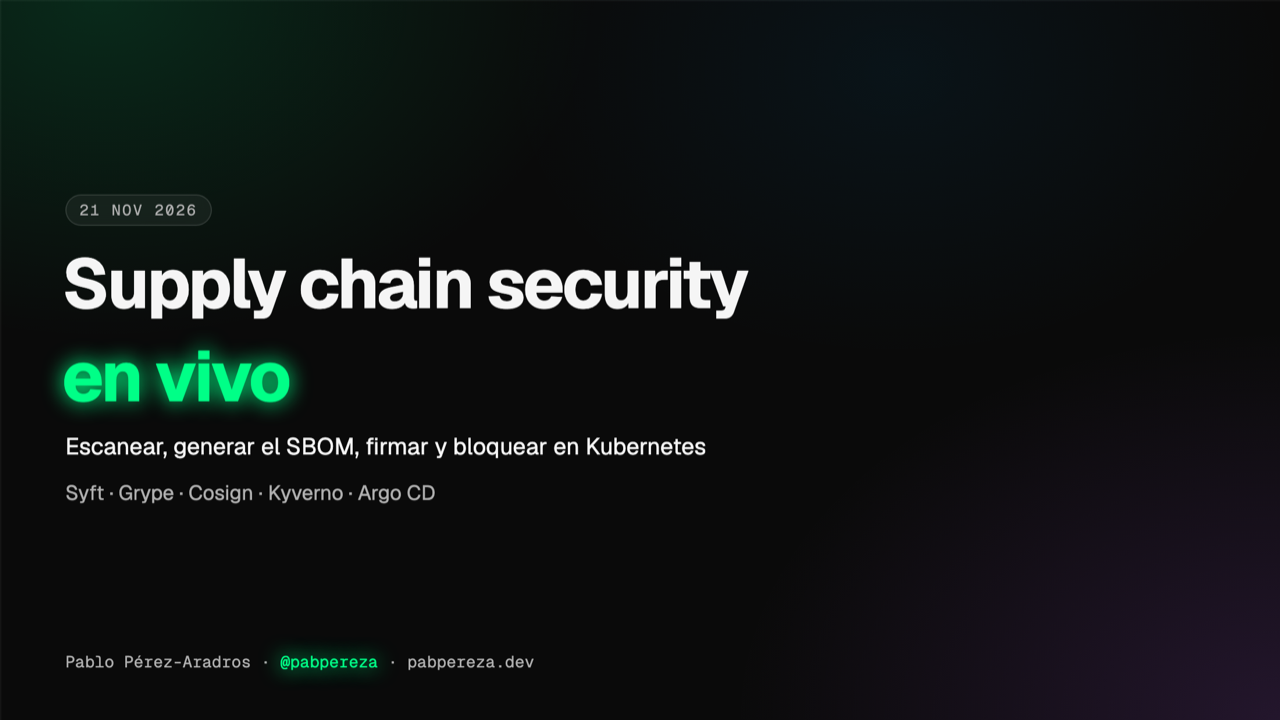 21 NOV 2026
Supply chain security
en vivo
Escanear, generar el SBOM, firmar y bloquear en Kubernetes
Syft · Grype · Cosign · Kyverno · Argo CD
Pablo Pérez-Aradros · @pabpereza · pabpereza.dev